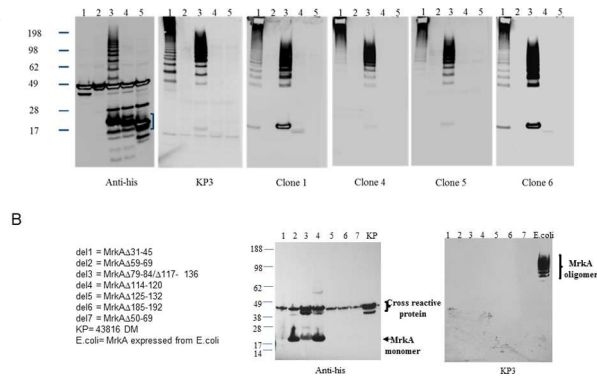 1 2 3 4 5 1 2 3 4 5 1 2 3 4 5 1 2 3 4 5 1 2 3 4 5 1 2 3 4 5
198
98
62
49
28
17
Anti-his KP3 Clone 1 Clone 4 Clone 5 Clone 6
B
del1 = MrkAΔ31-45
del2 = MrkAΔ59-69
del3 = MrkAΔ79-84/Δ117- 136
del4 = MrkAΔ114-120
del5 = MrkAΔ125-132
del6 = MrkAΔ185-192
del7 = MrkAΔ50-69
KP= 43816 DM
E.coli= MrkA expressed from E.coli
1 2 3 4 5 6 7 KP
188
98
62
49
38
28
17
14
Cross reactive
protein
MrkA
monomer
Anti-his
E.coli
1 2 3 4 5 6 7
MrkA
oligomer
KP3